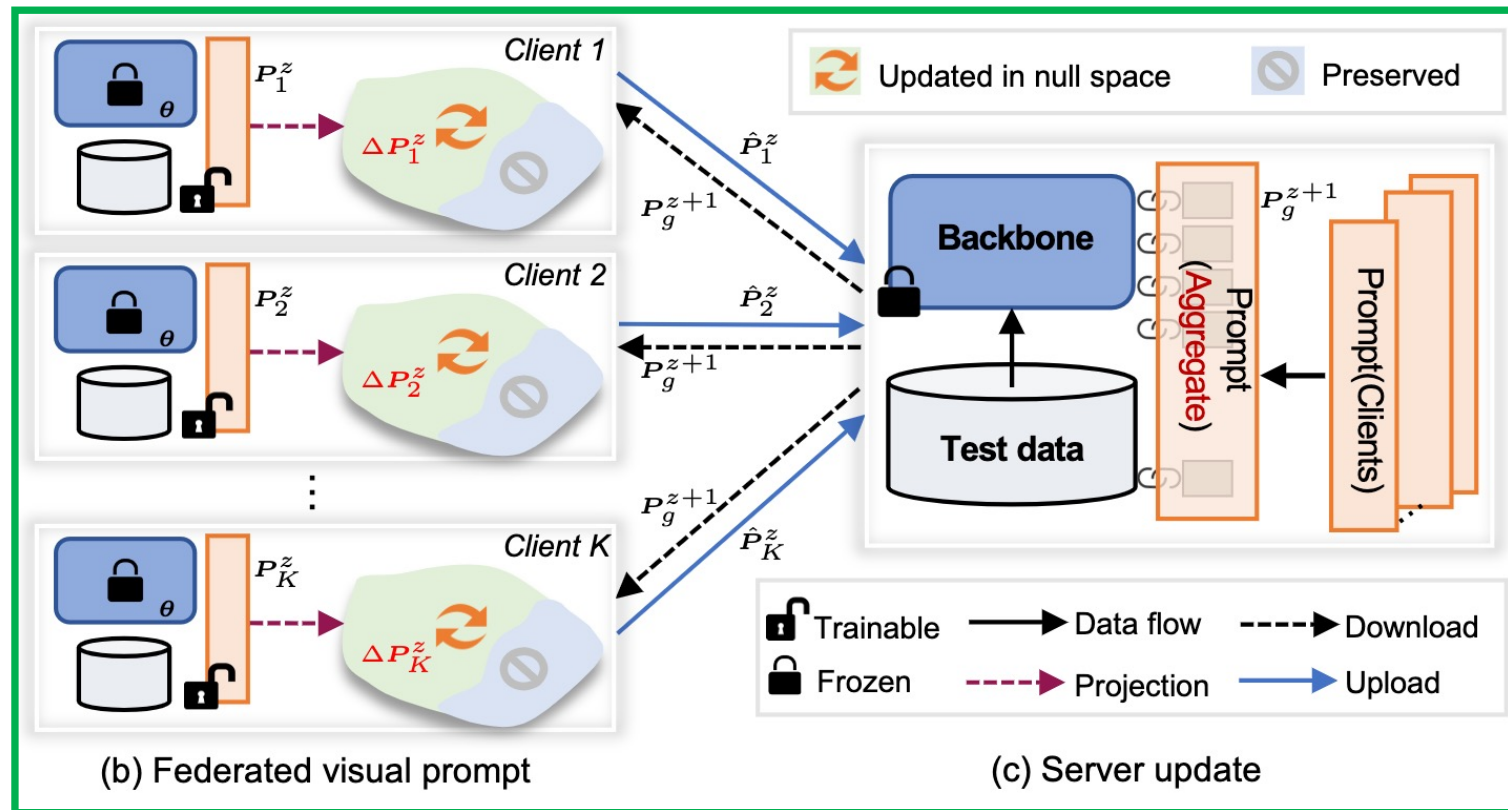 Client 1
θ
P_1^z
ΔP_1^z
Client 2
θ
P_2^z
ΔP_2^z
⋮
Client K
θ
P_K^z
ΔP_K^z
(b) Federated visual prompt
P̂_1^z
P_g^{z+1}
P̂_2^z
P_g^{z+1}
P_g^{z+1}
P̂_K^z
Updated in null space
Preserved
Backbone
Test data
Prompt
(Aggregate)
P_g^{z+1}
Prompt(Clients)
Trainable
Data flow
Download
Frozen
Projection
Upload
(c) Server update